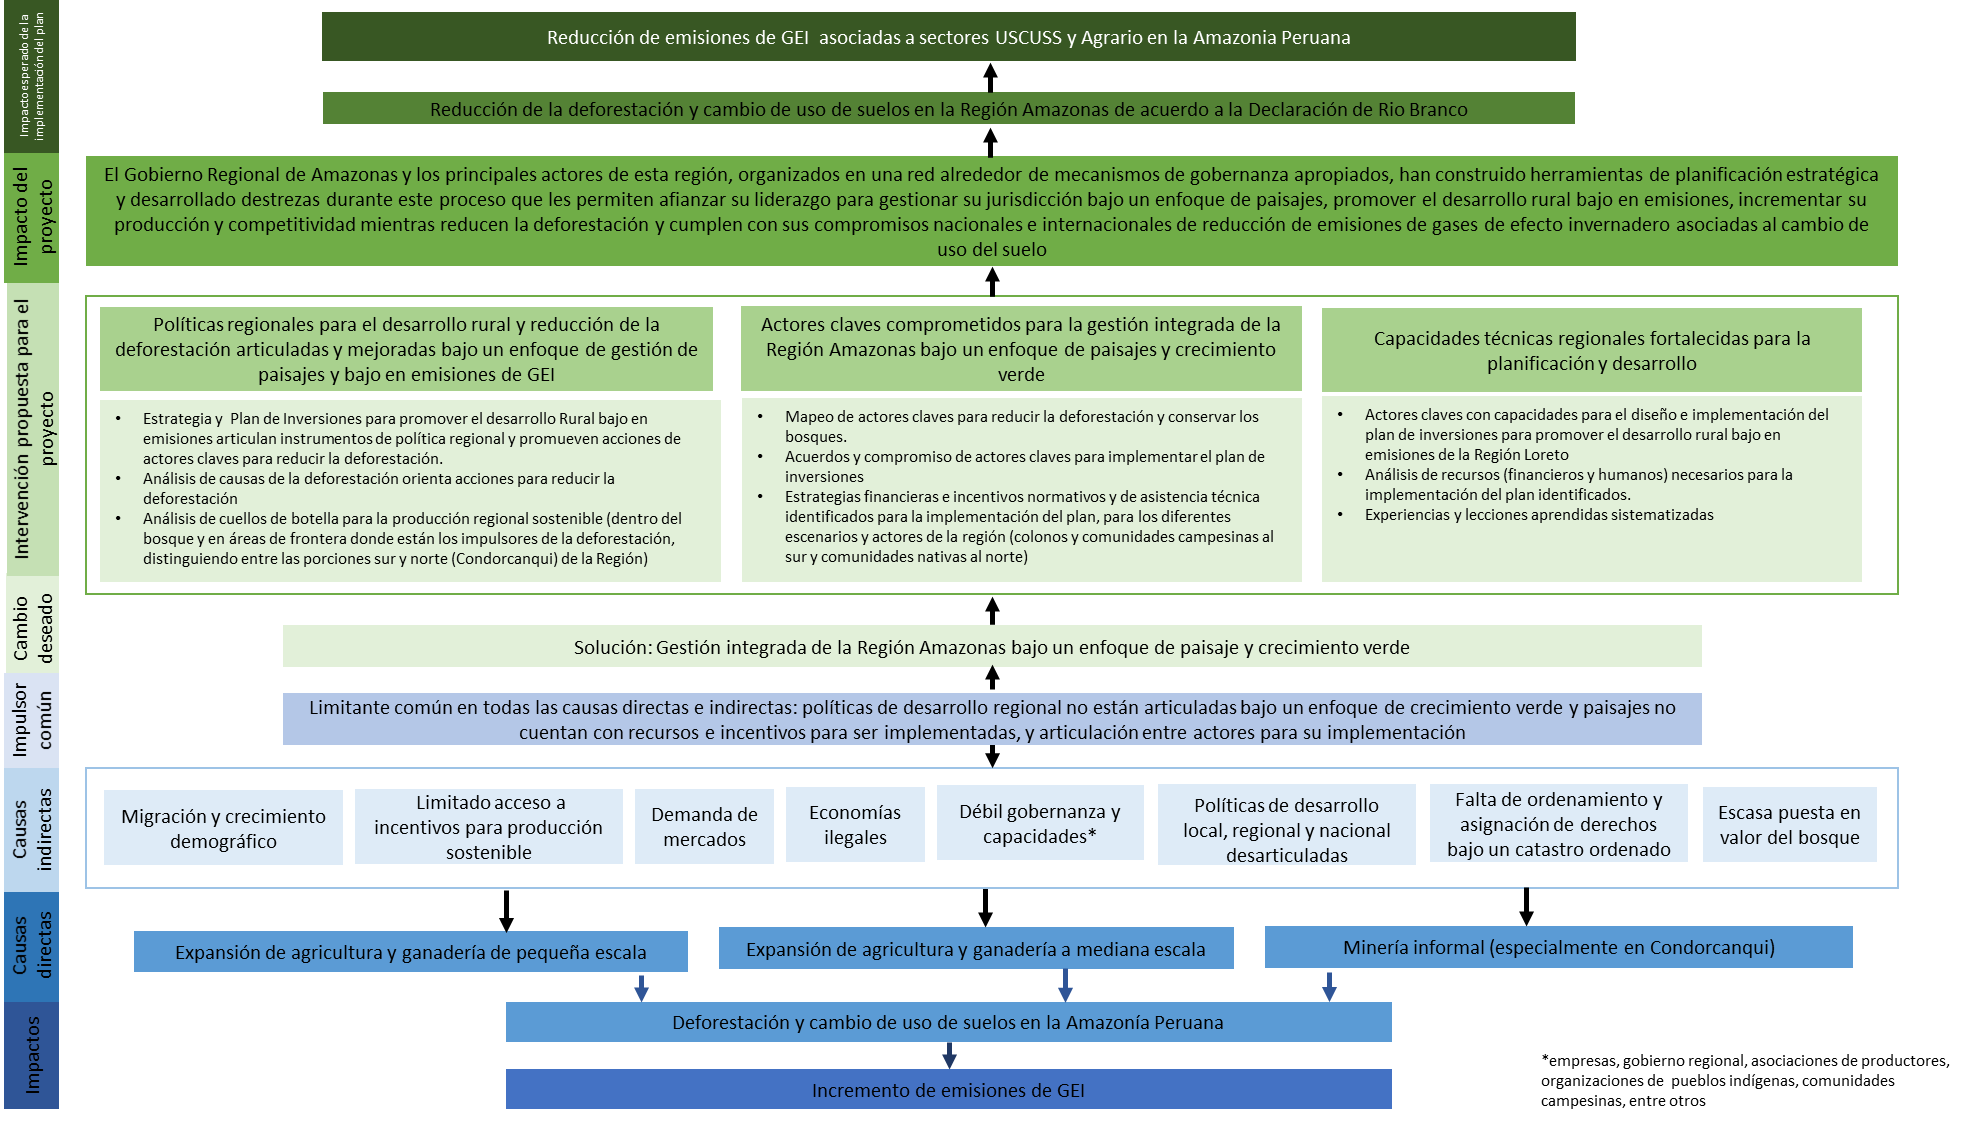 Impacto esperado de la
implementación del plan
Reducción de emisiones de GEI asociadas a sectores USCUSS y Agrario en la Amazonia Peruana
Reducción de la deforestación y cambio de uso de suelos en la Región Amazonas de acuerdo a la Declaración de Rio Branco
Impacto del
proyecto
El Gobierno Regional de Amazonas y los principales actores de esta región, organizados en una red alrededor de mecanismos de gobernanza apropiados, han construido herramientas de planificación estratégica
y desarrollado destrezas durante este proceso que les permiten afianzar su liderazgo para gestionar su jurisdicción bajo un enfoque de paisajes, promover el desarrollo rural bajo en emisiones, incrementar su
producción y competitividad mientras reducen la deforestación y cumplen con sus compromisos nacionales e internacionales de reducción de emisiones de gases de efecto invernadero asociadas al cambio de
uso del suelo
Intervención propuesta para el
proyecto
Políticas regionales para el desarrollo rural y reducción de la
deforestación articuladas y mejoradas bajo un enfoque de gestión de
paisajes y bajo en emisiones de GEI
• Estrategia y Plan de Inversiones para promover el desarrollo Rural bajo en
emisiones articulan instrumentos de política regional y promueven acciones de
actores claves para reducir la deforestación.
• Análisis de causas de la deforestación orienta acciones para reducir la
deforestación
• Análisis de cuellos de botella para la producción regional sostenible (dentro del
bosque y en áreas de frontera donde están los impulsores de la deforestación,
distinguiendo entre las porciones sur y norte (Condorcanqui) de la Región)
Actores claves comprometidos para la gestión integrada de la
Región Amazonas bajo un enfoque de paisajes y crecimiento
verde
• Mapeo de actores claves para reducir la deforestación y conservar los
bosques.
• Acuerdos y compromiso de actores claves para implementar el plan de
inversiones
• Estrategias financieras e incentivos normativos y de asistencia técnica
identificados para la implementación del plan, para los diferentes
escenarios y actores de la región (colonos y comunidades campesinas al
sur y comunidades nativas al norte)
Capacidades técnicas regionales fortalecidas para la
planificación y desarrollo
• Actores claves con capacidades para el diseño e implementación del
plan de inversiones para promover el desarrollo rural bajo en
emisiones de la Región Loreto
• Análisis de recursos (financieros y humanos) necesarios para la
implementación del plan identificados.
• Experiencias y lecciones aprendidas sistematizadas
Cambio
deseado
Solución: Gestión integrada de la Región Amazonas bajo un enfoque de paisaje y crecimiento verde
Impulsor
común
Limitante común en todas las causas directas e indirectas: políticas de desarrollo regional no están articuladas bajo un enfoque de crecimiento verde y paisajes no
cuentan con recursos e incentivos para ser implementadas, y articulación entre actores para su implementación
Causas
indirectas
Migración y crecimiento
demográfico
Limitado acceso a
incentivos para producción
sostenible
Demanda de
mercados
Economías
ilegales
Débil gobernanza y
capacidades*
Políticas de desarrollo
local, regional y nacional
desarticuladas
Falta de ordenamiento y
asignación de derechos
bajo un catastro ordenado
Escasa puesta en
valor del bosque
Causas
directas
Expansión de agricultura y ganadería de pequeña escala
Expansión de agricultura y ganadería a mediana escala
Minería informal (especialmente en Condorcanqui)
Impactos
Deforestación y cambio de uso de suelos en la Amazonía Peruana
Incremento de emisiones de GEI
*empresas, gobierno regional, asociaciones de productores,
organizaciones de pueblos indígenas, comunidades
campesinas, entre otros